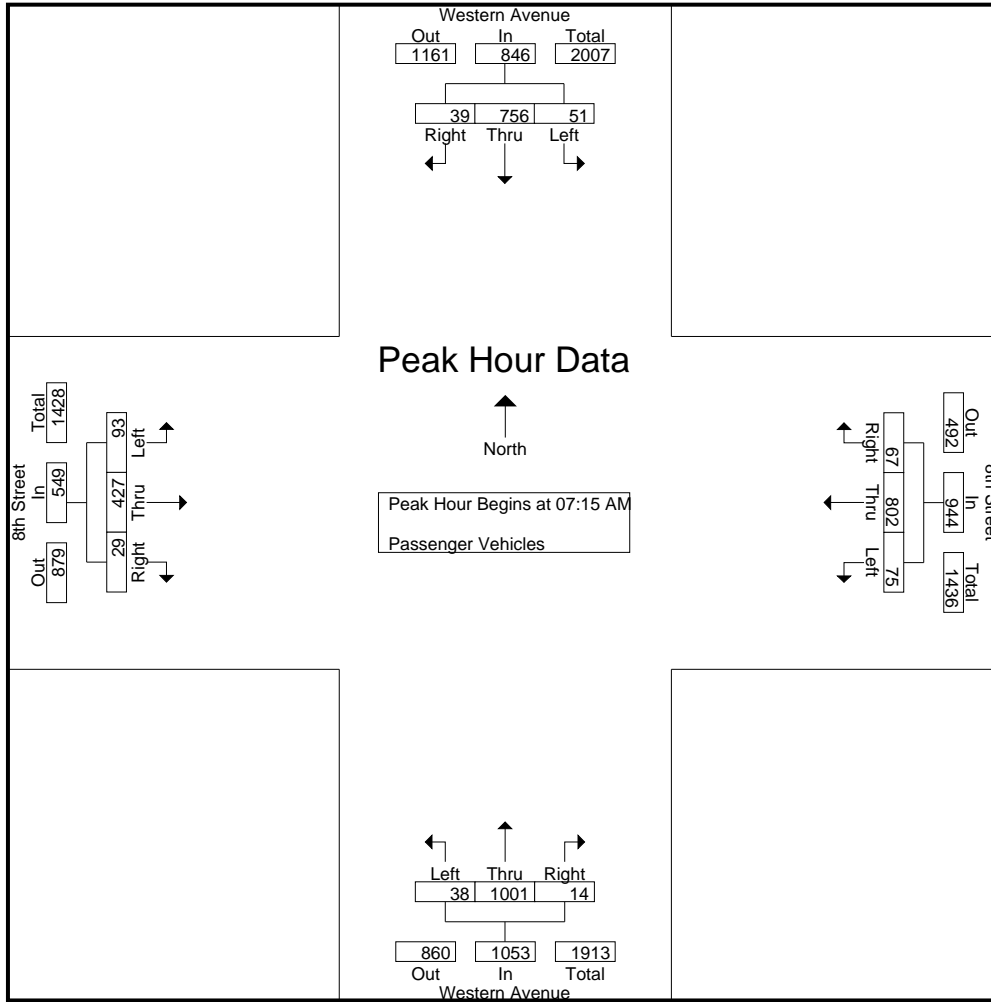 Western Avenue
Out In Total
1161 846 2007
39 756 51
Right Thru Left
Peak Hour Data
North
Peak Hour Begins at 07:15 AM
Passenger Vehicles
8th Street
Total In Out
1428 549 879
93 427 29
Left Thru Right
8th Street
Out In Total
492 944 1436
67 802 75
Right Thru Left
Left Thru Right
38 1001 14
860 1053 1913
Out In Total
Western Avenue